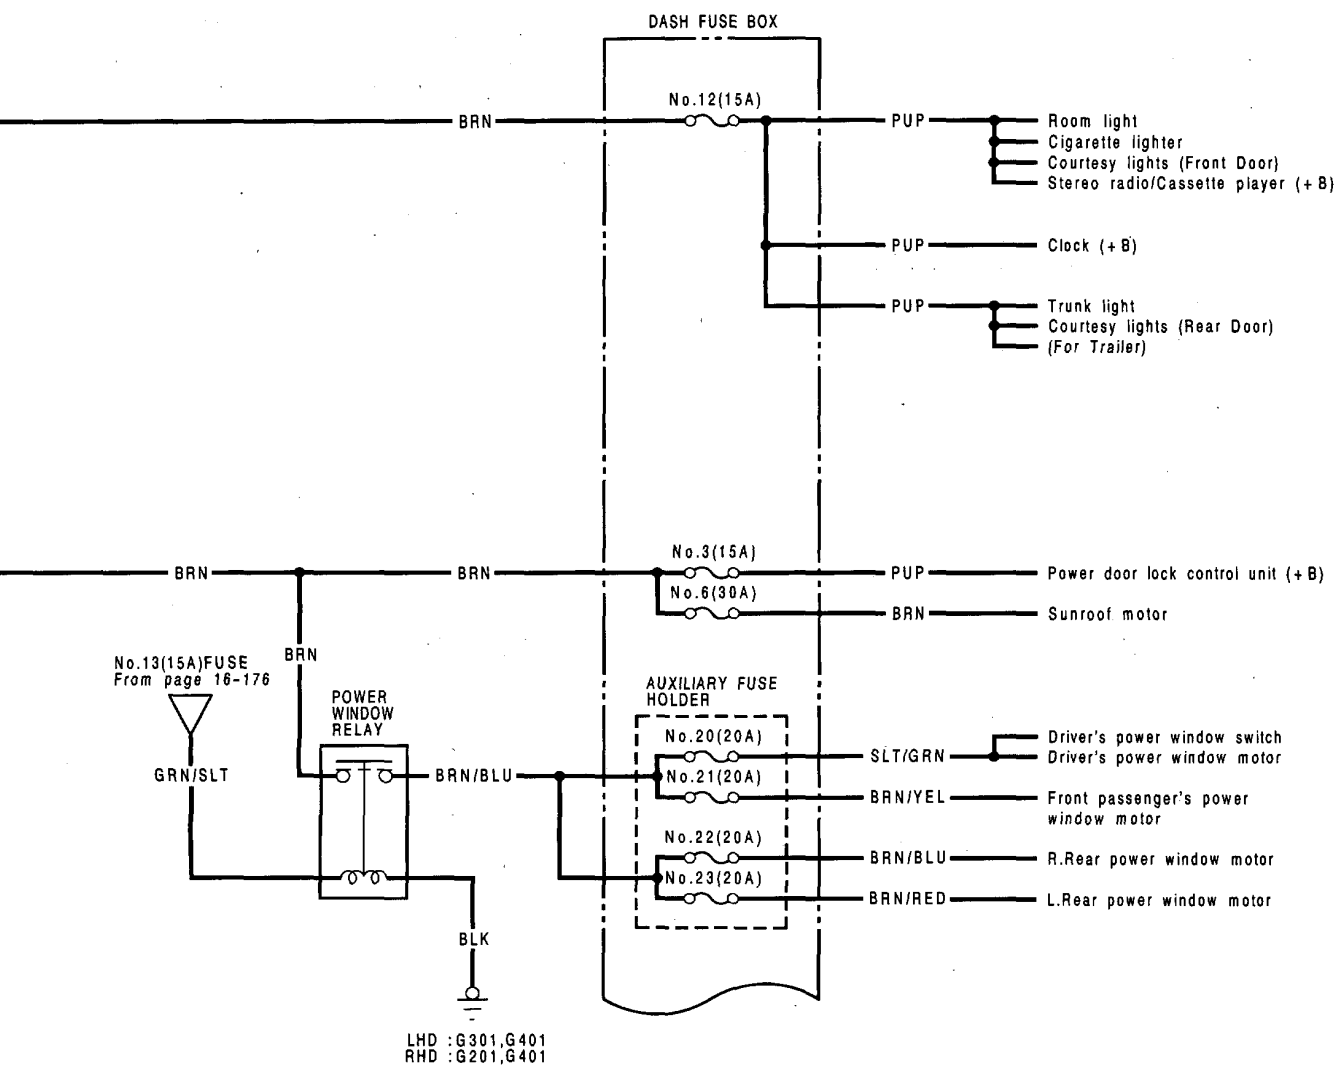 DASH FUSE BOX
No.12(15A)
BRN
PUP
Room light
Cigarette lighter
Courtesy lights (Front Door)
Stereo radio/Cassette player (+B)
PUP
Clock (+B)
PUP
Trunk light
Courtesy lights (Rear Door)
(For Trailer)
No.3(15A)
BRN
BRN
PUP
Power door lock control unit (+B)
No.6(30A)
BRN
Sunroof motor
BRN
No.13(15A)FUSE
From page 16-176
POWER
WINDOW
RELAY
AUXILIARY FUSE
HOLDER
No.20(20A)
Driver's power window switch
SLT/GRN
Driver's power window motor
GRN/SLT
BRN/BLU
No.21(20A)
BRN/YEL
Front passenger's power
window motor
No.22(20A)
BRN/BLU
R.Rear power window motor
No.23(20A)
BRN/RED
L.Rear power window motor
BLK
LHD :G301,G401
RHD :G201,G401